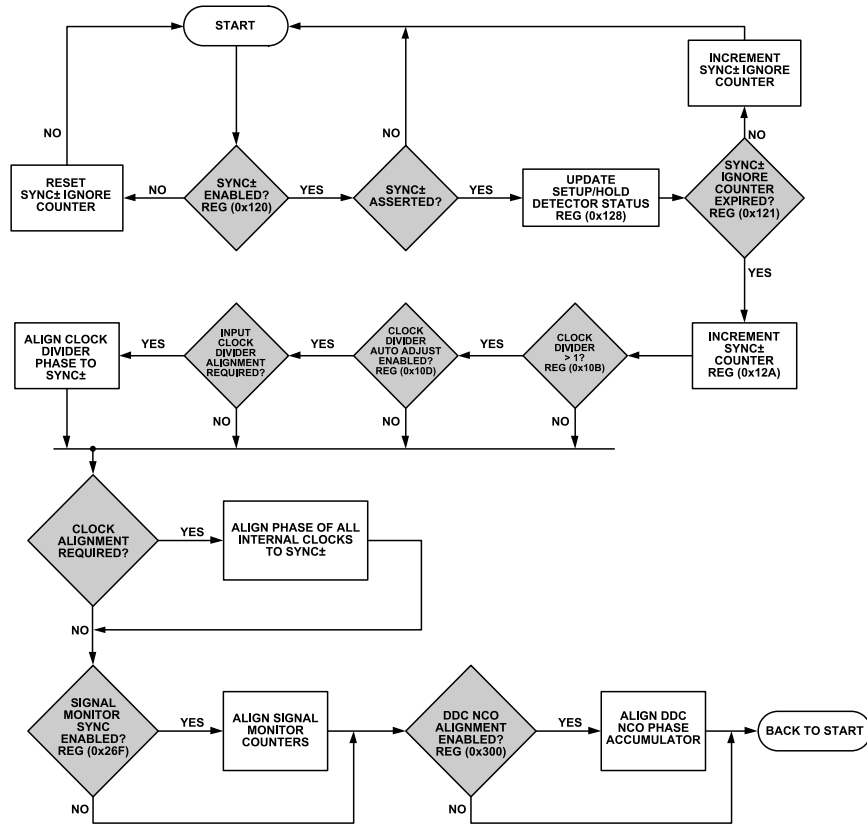 START
INCREMENT
SYNC± IGNORE
COUNTER
NO
NO
NO
RESET
SYNC± IGNORE
COUNTER
NO
SYNC±
ENABLED?
REG (0x120)
YES
SYNC±
ASSERTED?
YES
UPDATE
SETUP/HOLD
DETECTOR STATUS
REG (0x128)
SYNC±
IGNORE
COUNTER
EXPIRED?
REG (0x121)
YES
ALIGN CLOCK
DIVIDER
PHASE TO
SYNC±
YES
INPUT
CLOCK
DIVIDER
ALIGNMENT
REQUIRED?
YES
CLOCK
DIVIDER
AUTO ADJUST
ENABLED?
REG (0x10D)
YES
CLOCK
DIVIDER
> 1?
REG (0x10B)
INCREMENT
SYNC±
COUNTER
REG (0x12A)
NO
NO
NO
CLOCK
ALIGNMENT
REQUIRED?
YES
ALIGN PHASE OF ALL
INTERNAL CLOCKS
TO SYNC±
NO
SIGNAL
MONITOR
SYNC
ENABLED?
REG (0x26F)
YES
ALIGN SIGNAL
MONITOR
COUNTERS
DDC NCO
ALIGNMENT
ENABLED?
REG (0x300)
YES
ALIGN DDC
NCO PHASE
ACCUMULATOR
BACK TO START
NO
NO